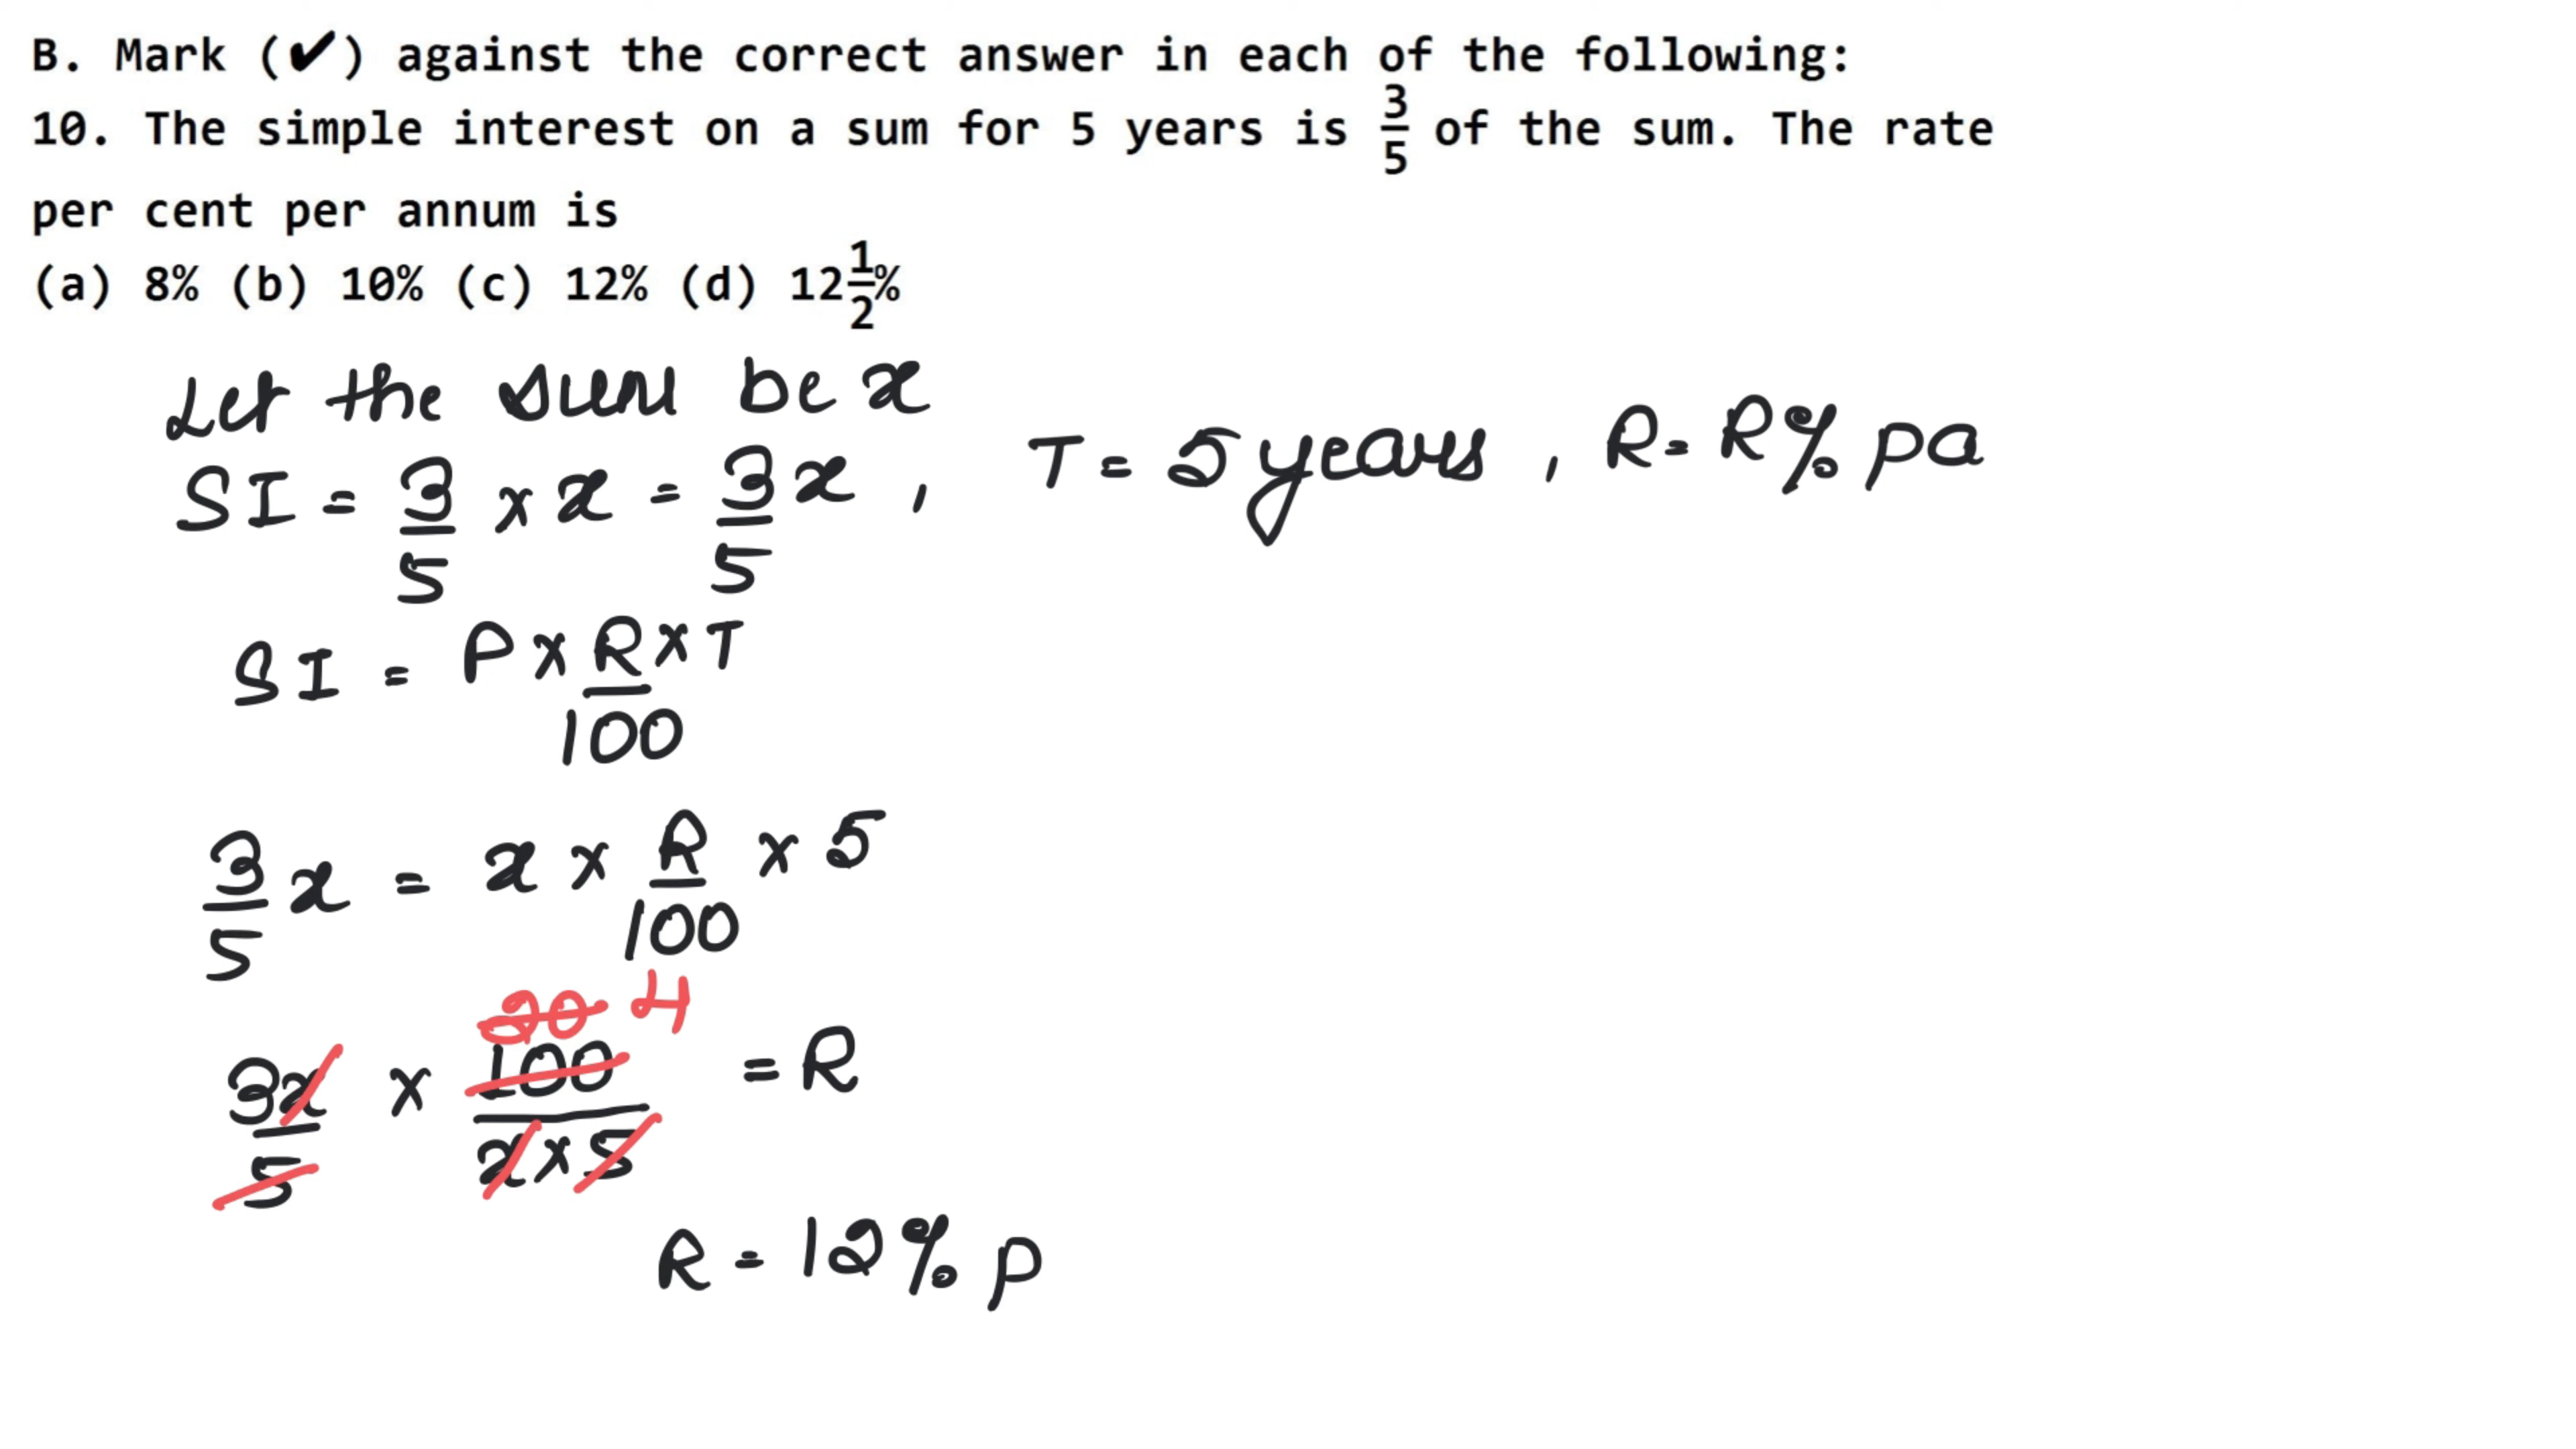 B. Mark (✔) against the correct answer in each of the following:
10. The simple interest on a sum for 5 years is 3/5 of the sum. The rate
per cent per annum is
(a) 8% (b) 10% (c) 12% (d) 12 1/2%
Let the sum be x
SI = 3/5 × x = 3/5 x , T = 5 years , R = R% pa
SI = P × R/100 × T
3/5 x = x × R/100 × 5
20 4
3x/5 × 100/(x×5) = R
R = 12% p